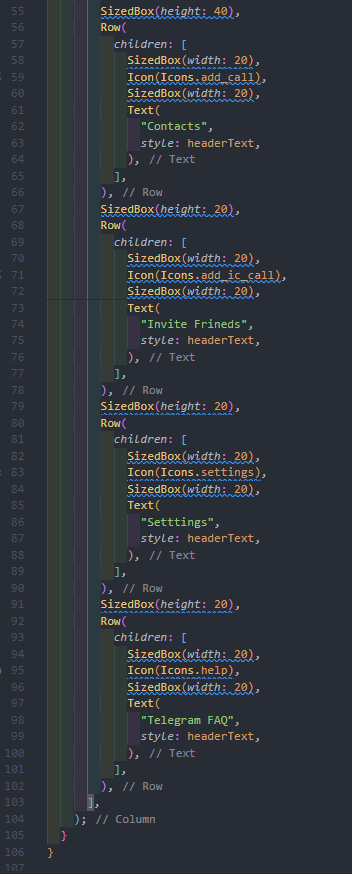 55 SizedBox(height: 40),
56 Row(
57 children: [
58 SizedBox(width: 20),
59 Icon(Icons.add_call),
60 SizedBox(width: 20),
61 Text(
62 "Contacts",
63 style: headerText,
64 ), // Text
65 ],
66 ), // Row
67 SizedBox(height: 20),
68 Row(
69 children: [
70 SizedBox(width: 20),
71 Icon(Icons.add_ic_call),
72 SizedBox(width: 20),
73 Text(
74 "Invite Frineds",
75 style: headerText,
76 ), // Text
77 ],
78 ), // Row
79 SizedBox(height: 20),
80 Row(
81 children: [
82 SizedBox(width: 20),
83 Icon(Icons.settings),
84 SizedBox(width: 20),
85 Text(
86 "Setttings",
87 style: headerText,
88 ), // Text
89 ],
90 ), // Row
91 SizedBox(height: 20),
92 Row(
93 children: [
94 SizedBox(width: 20),
95 Icon(Icons.help),
96 SizedBox(width: 20),
97 Text(
98 "Telegram FAQ",
99 style: headerText,
100 ), // Text
101 ],
102 ), // Row
103 ],
104 ); // Column
105 }
106 }
107